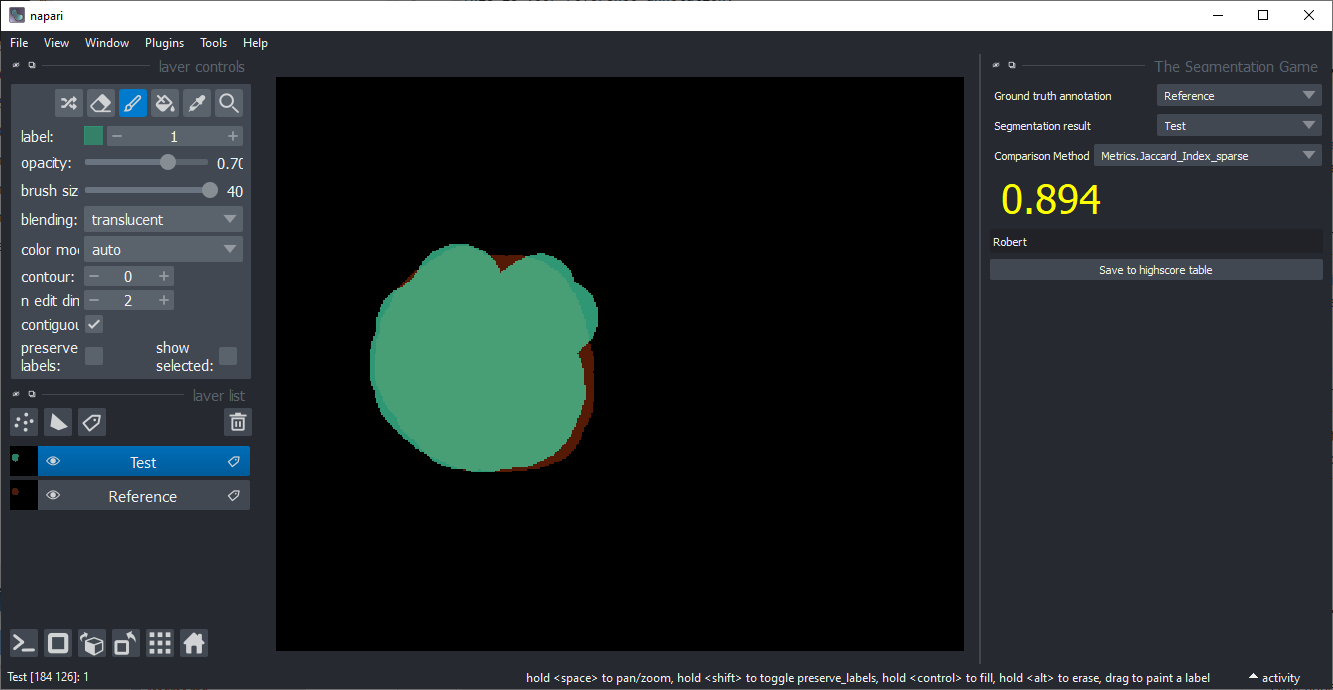 napari
File View Window Plugins Tools Help
layer controls
label: 1
opacity: 0.70
brush siz 40
blending: translucent
color mo auto
contour: 0
n edit din 2
contiguou
preserve labels: show selected:
layer list
Test
Reference
The Segmentation Game
Ground truth annotation Reference
Segmentation result Test
Comparison Method Metrics.Jaccard_Index_sparse
0.894
Robert
Save to highscore table
Test [184 126]: 1
hold <space> to pan/zoom, hold <shift> to toggle preserve_labels, hold <control> to fill, hold <alt> to erase, drag to paint a label
activity